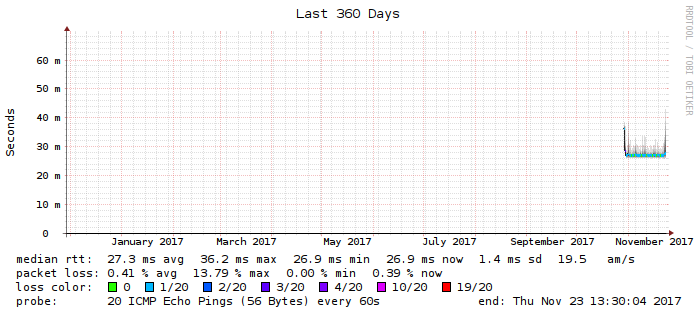 Last 360 Days
RRDTOOL / TOBI OETIKER
Seconds
60 m
50 m
40 m
30 m
20 m
10 m
0
January 2017 March 2017 May 2017 July 2017 September 2017 November 2017
median rtt: 27.3 ms avg 36.2 ms max 26.9 ms min 26.9 ms now 1.4 ms sd 19.5 am/s
packet loss: 0.41 % avg 13.79 % max 0.00 % min 0.39 % now
loss color: 0 1/20 2/20 3/20 4/20 10/20 19/20
probe: 20 ICMP Echo Pings (56 Bytes) every 60s end: Thu Nov 23 13:30:04 2017